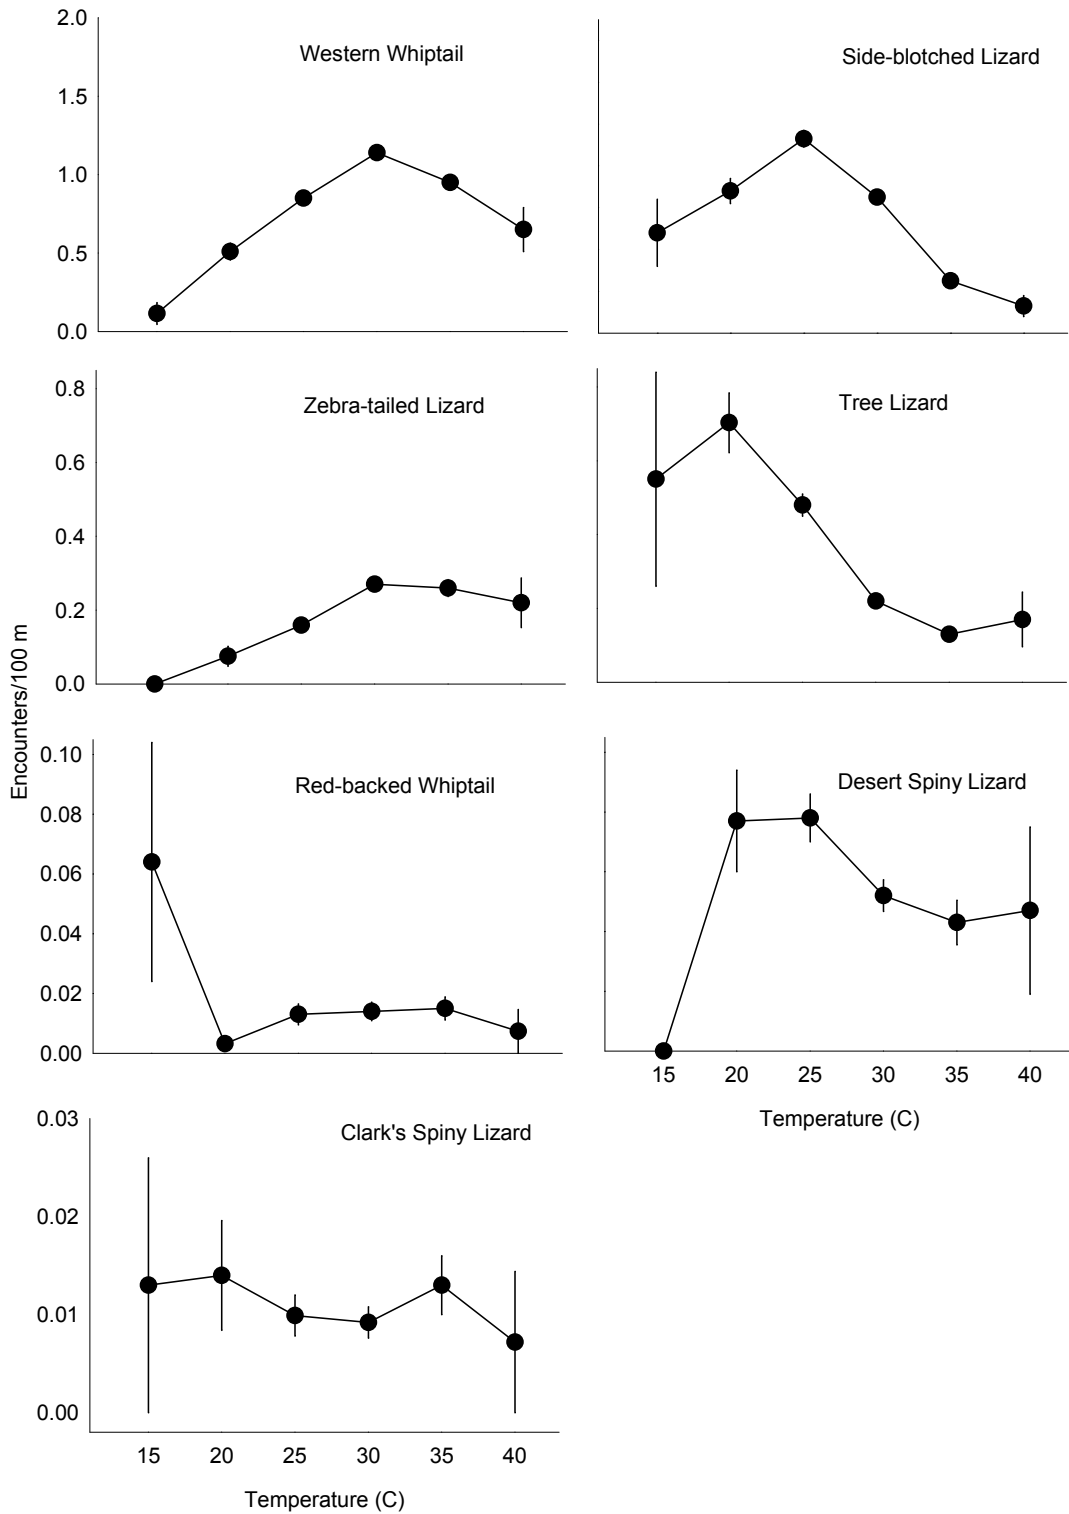 2.0
Western Whiptail
Side-blotched Lizard
1.5
1.0
0.5
0.0
0.8
Zebra-tailed Lizard
Tree Lizard
0.6
0.4
0.2
0.0
Encounters/100 m
0.10
Red-backed Whiptail
Desert Spiny Lizard
0.08
0.06
0.04
0.02
0.00
15 20 25 30 35 40
Temperature (C)
0.03
Clark's Spiny Lizard
0.02
0.01
0.00
15 20 25 30 35 40
Temperature (C)